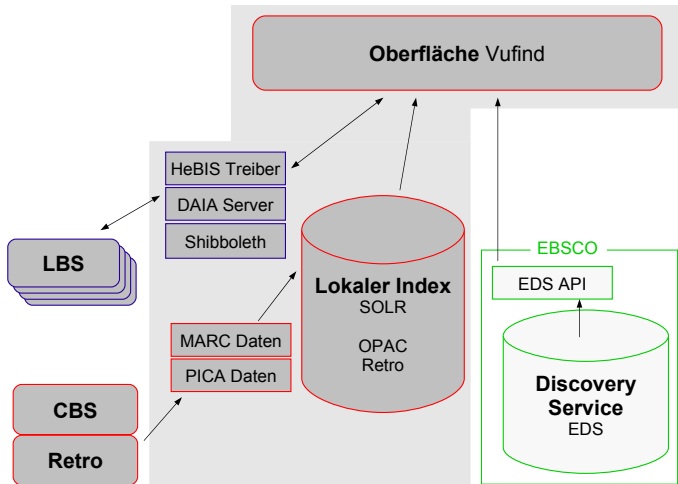 Oberfläche Vufind
HeBIS Treiber
DAIA Server
Shibboleth
LBS
EBSCO
EDS API
Lokaler Index
SOLR
OPAC
Retro
MARC Daten
PICA Daten
Discovery
Service
EDS
CBS
Retro